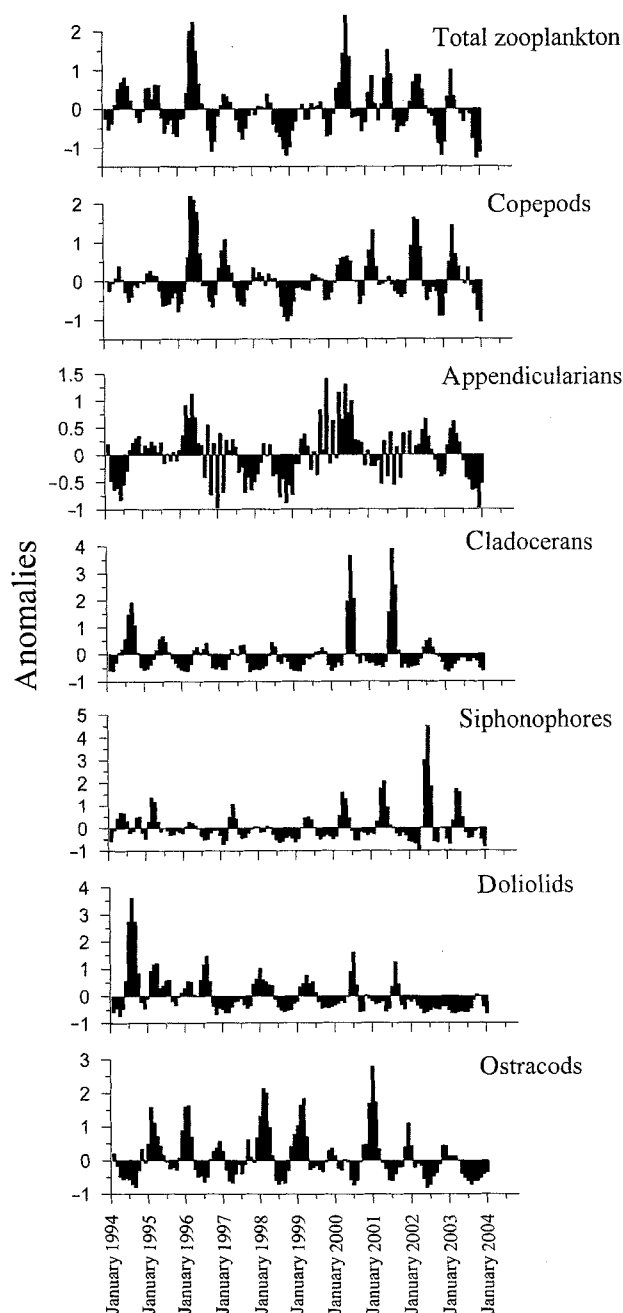 Total zooplankton
2
1
0
-1
Copepods
2
1
0
-1
Appendicularians
1.5
1
0.5
0
-0.5
-1
Anomalies
Cladocerans
4
3
2
1
0
-1
Siphonophores
5
4
3
2
1
0
-1
Doliolids
4
3
2
1
0
-1
Ostracods
3
2
1
0
-1
January 1994
January 1995
January 1996
January 1997
January 1998
January 1999
January 2000
January 2001
January 2002
January 2003
January 2004